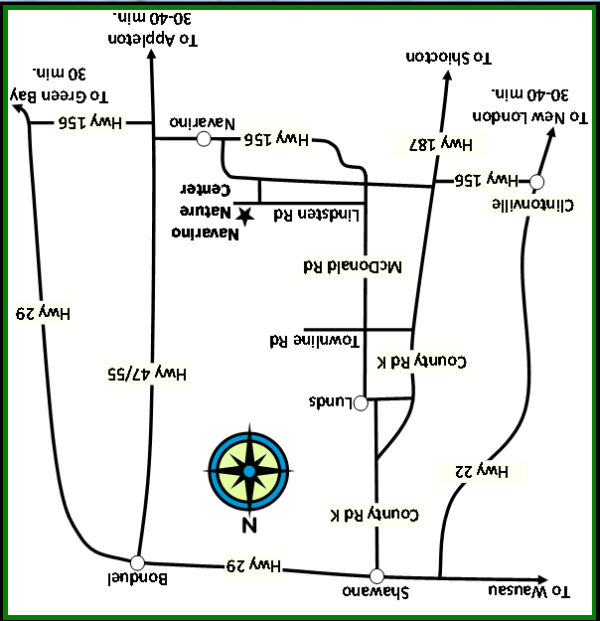 To Wausau
Shawano
Hwy 29
Bonduel
N
County Rd K
Hwy 22
Lunds
County Rd K
Hwy 47/55
Townline Rd
Hwy 29
McDonald Rd
Navarino
Nature
Center
Lindsten Rd
Clintonville
Hwy 156
Hwy 187
Hwy 156
Navarino
Hwy 156
To New London
30-40 min.
To Shiocton
To Appleton
30-40 min.
To Green Bay
30 min.